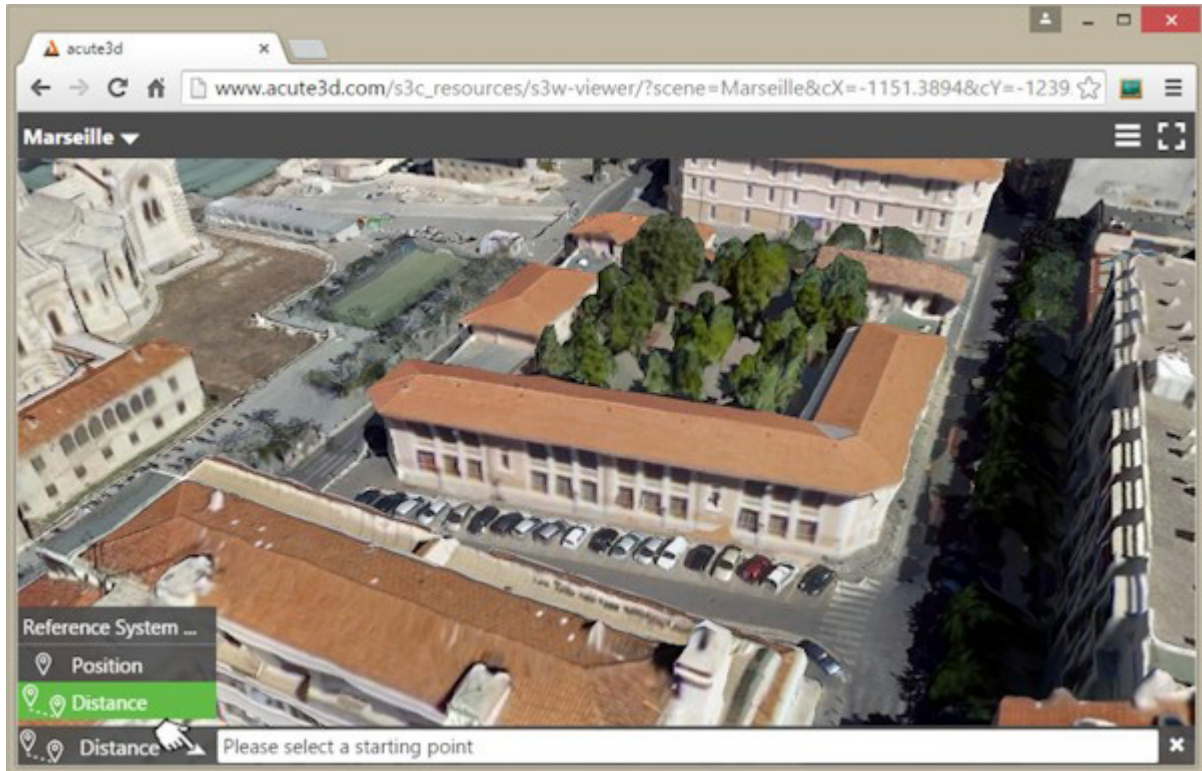 acute3d
www.acute3d.com/s3c_resources/s3w-viewer/?scene=Marseille&cX=-1151.3894&cY=-1239
Marseille
Reference System ...
Position
Distance
Distance
Please select a starting point